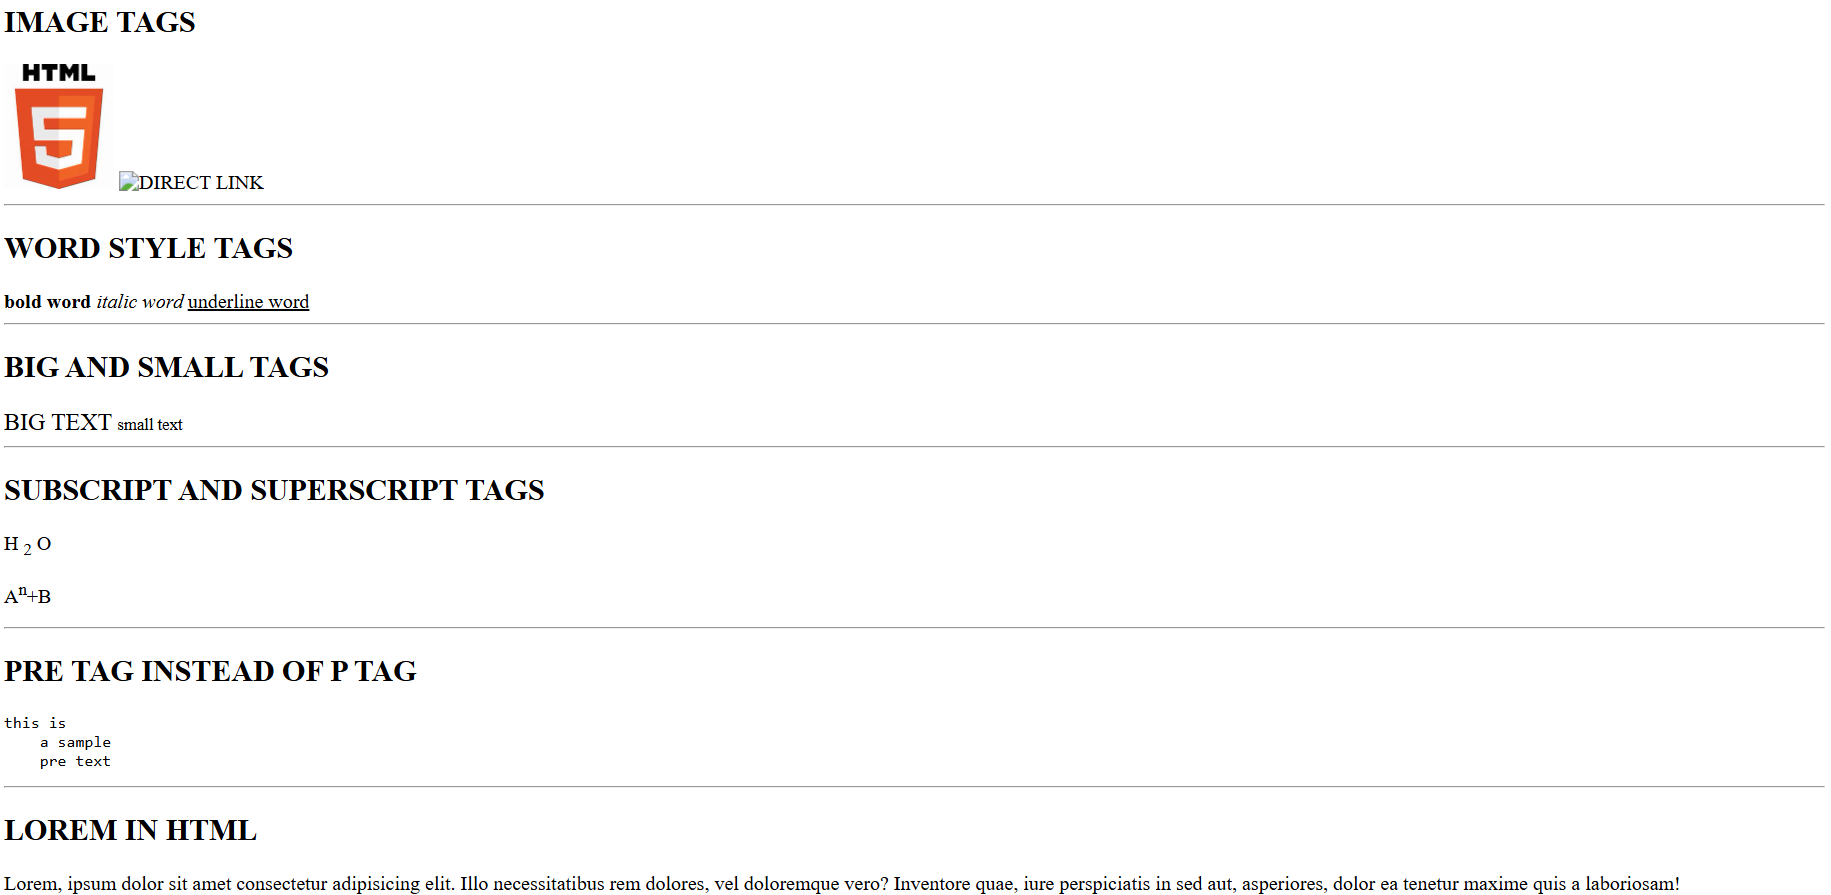 IMAGE TAGS
HTML
5
DIRECT LINK
WORD STYLE TAGS
bold word italic word underline word
BIG AND SMALL TAGS
BIG TEXT small text
SUBSCRIPT AND SUPERSCRIPT TAGS
H 2 O
Aⁿ+B
PRE TAG INSTEAD OF P TAG
this is
    a sample
    pre text
LOREM IN HTML
Lorem, ipsum dolor sit amet consectetur adipisicing elit. Illo necessitatibus rem dolores, vel doloremque vero? Inventore quae, iure perspiciatis in sed aut, asperiores, dolor ea tenetur maxime quis a laboriosam!